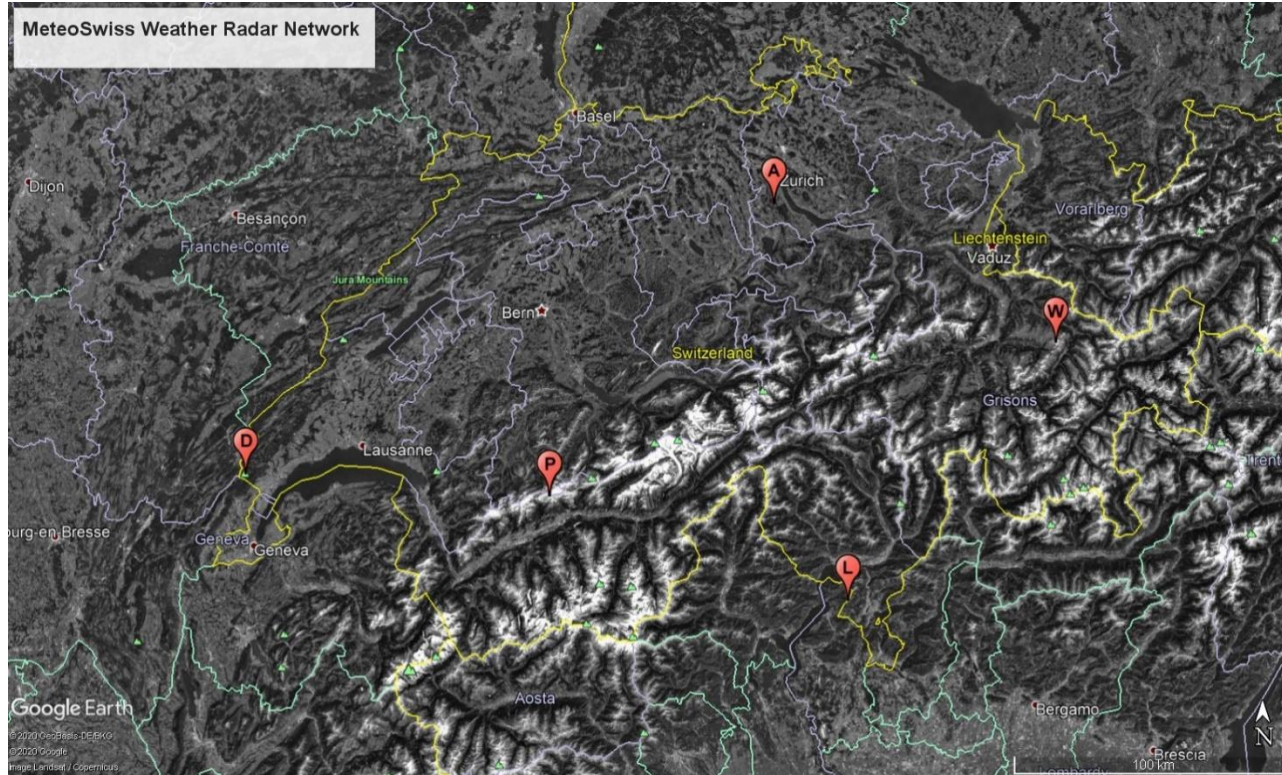 MeteoSwiss Weather Radar Network
Basel
A
Zurich
Dijon
Besançon
Franche-Comté
Vorarlberg
Liechtenstein
Vaduz
Jura Mountains
Bern
W
Switzerland
Grisons
D
Lausanne
P
Trent
ourg-en-Bresse
Geneva
Geneva
L
Aosta
Google Earth
Bergamo
N
© 2020 GeoBasis-DE/BKG
© 2020 Google
Image Landsat / Copernicus
Brescia
100 km
Lombardy